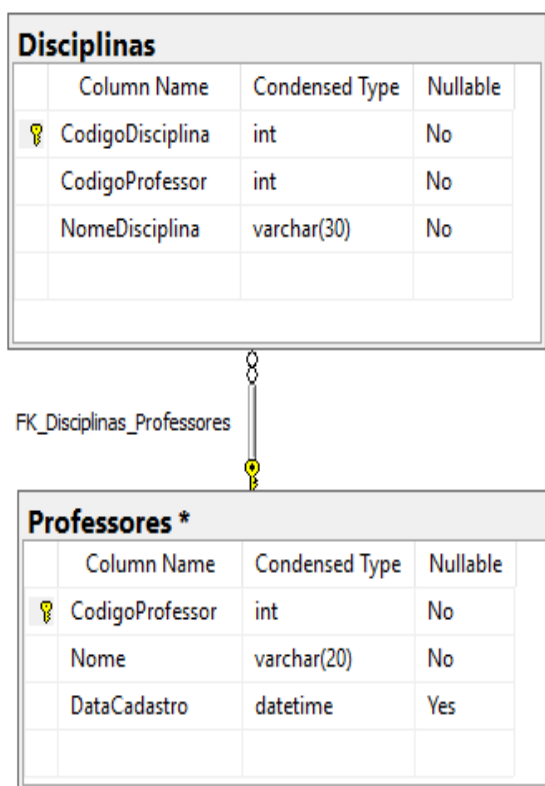 Disciplinas
Column Name Condensed Type Nullable
CodigoDisciplina int No
CodigoProfessor int No
NomeDisciplina varchar(30) No
FK_Disciplinas_Professores
Professores *
Column Name Condensed Type Nullable
CodigoProfessor int No
Nome varchar(20) No
DataCadastro datetime Yes